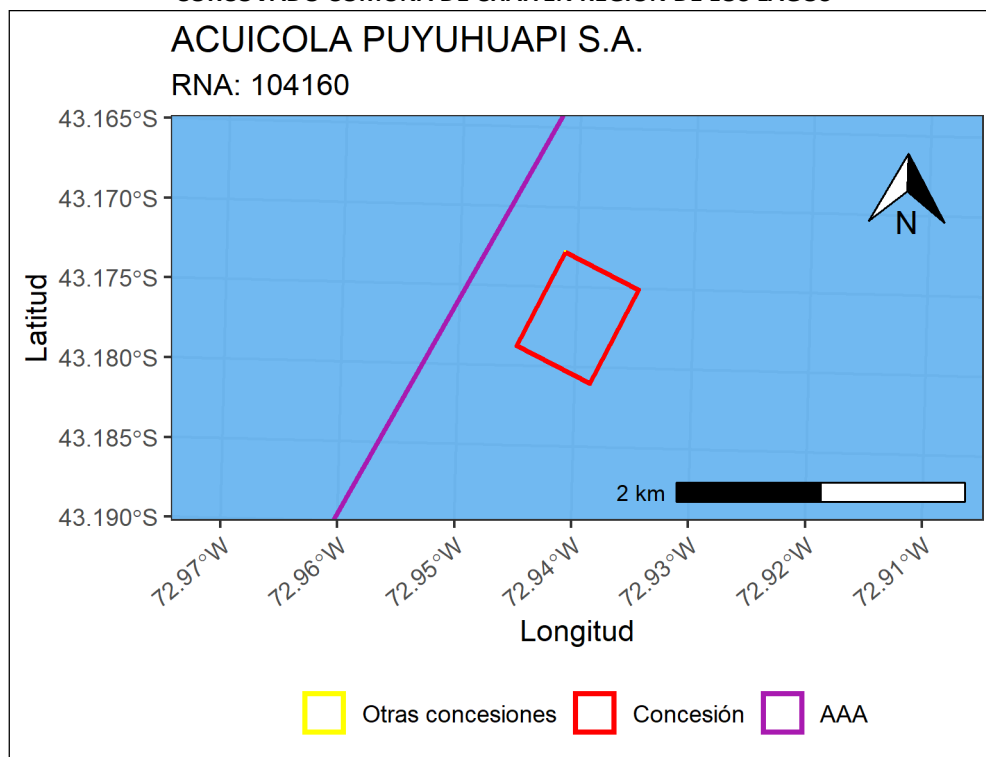 ACUICOLA PUYUHUAPI S.A.
RNA: 104160
43.165°S
43.170°S
43.175°S
43.180°S
43.185°S
43.190°S
Latitud
N
2 km
72.97°W
72.96°W
72.95°W
72.94°W
72.93°W
72.92°W
72.91°W
Longitud
Otras concesiones
Concesión
AAA